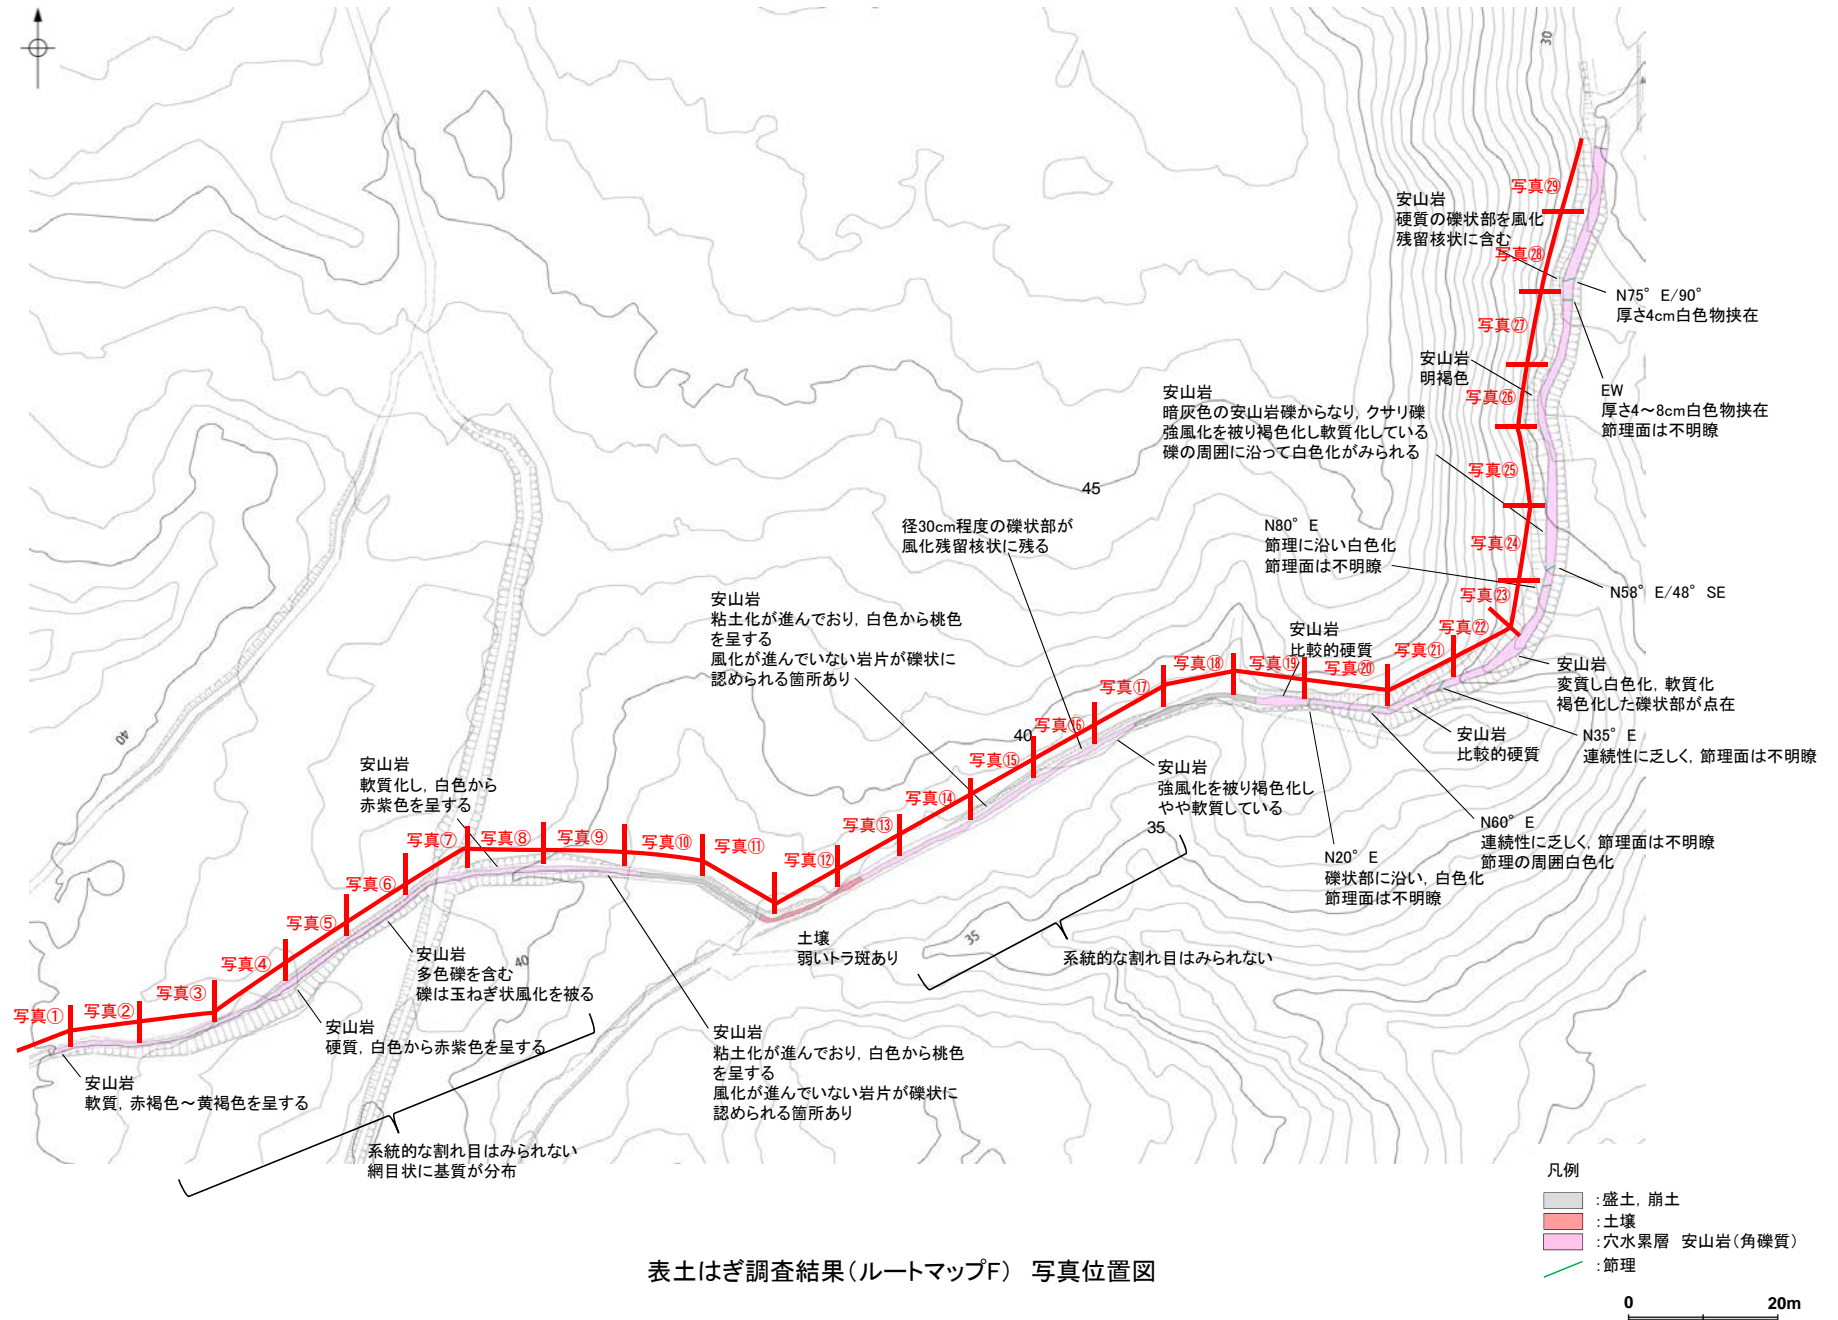 30
写真㉙
安山岩
硬質の礫状部を風化
残留核状に含む
写真㉘
N75° E/90°
厚さ4cm白色物挟在
写真㉗
安山岩
明褐色
EW
厚さ4～8cm白色物挟在
節理面は不明瞭
写真㉖
安山岩
暗灰色の安山岩礫からなり, クサリ礫
強風化を被り褐色化し軟質化している
礫の周囲に沿って白色化がみられる
写真㉕
45
径30cm程度の礫状部が
風化残留核状に残る
N80° E
節理に沿い白色化
節理面は不明瞭
写真㉔
N58° E/48° SE
写真㉓
安山岩
粘土化が進んでおり, 白色から桃色
を呈する
風化が進んでいない岩片が礫状に
認められる箇所あり
安山岩
比較的硬質
写真㉒
写真㉑
写真⑳
写真⑲
写真⑱
写真⑰
安山岩
変質し白色化, 軟質化
褐色化した礫状部が点在
写真⑯
40
40
安山岩
比較的硬質
N35° E
連続性に乏しく, 節理面は不明瞭
写真⑮
安山岩
強風化を被り褐色化し
やや軟質している
安山岩
軟質化し, 白色から
赤紫色を呈する
写真⑭
写真⑬
35
N60° E
連続性に乏しく, 節理面は不明瞭
節理の周囲白色化
写真⑦
写真⑧
写真⑨
写真⑩
写真⑪
写真⑫
N20° E
礫状部に沿い, 白色化
節理面は不明瞭
写真⑥
写真⑤
写真④
土壌
弱いトラ斑あり
35
系統的な割れ目はみられない
安山岩
多色礫を含む
礫は玉ねぎ状風化を被る
40
写真③
写真②
写真①
安山岩
硬質, 白色から赤紫色を呈する
安山岩
粘土化が進んでおり, 白色から桃色
を呈する
風化が進んでいない岩片が礫状に
認められる箇所あり
安山岩
軟質, 赤褐色～黄褐色を呈する
系統的な割れ目はみられない
網目状に基質が分布
凡例
:盛土, 崩土
:土壌
:穴水累層 安山岩(角礫質)
:節理
表土はぎ調査結果(ルートマップF) 写真位置図
0 20m